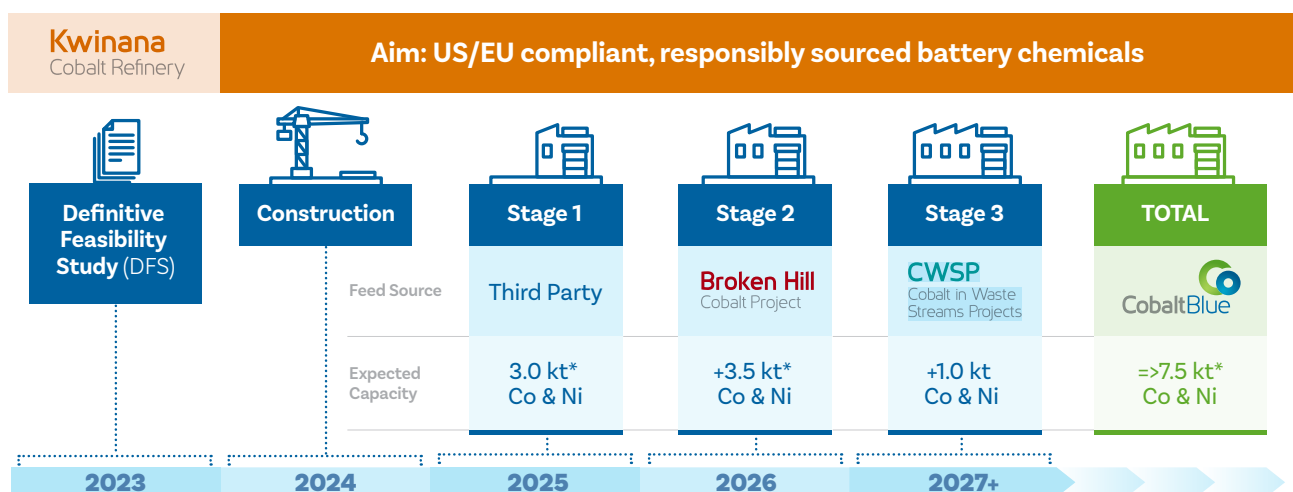 Kwinana
Cobalt Refinery
Aim: US/EU compliant, responsibly sourced battery chemicals
Definitive
Feasibility
Study (DFS)
Construction
Stage 1
Stage 2
Stage 3
TOTAL
Feed Source
Third Party
Broken Hill
Cobalt Project
CWSP
Cobalt in Waste
Streams Projects
CobaltBlue
Expected
Capacity
3.0 kt*
Co & Ni
+3.5 kt*
Co & Ni
+1.0 kt
Co & Ni
=>7.5 kt*
Co & Ni
2023
2024
2025
2026
2027+